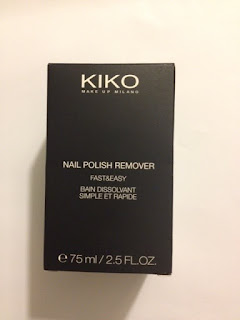 KIKO
MAKE UP MILANO
NAIL POLISH REMOVER
FAST&EASY
BAIN DISSOLVANT
SIMPLE ET RAPIDE
℮ 75 ml / 2.5 FL.OZ.